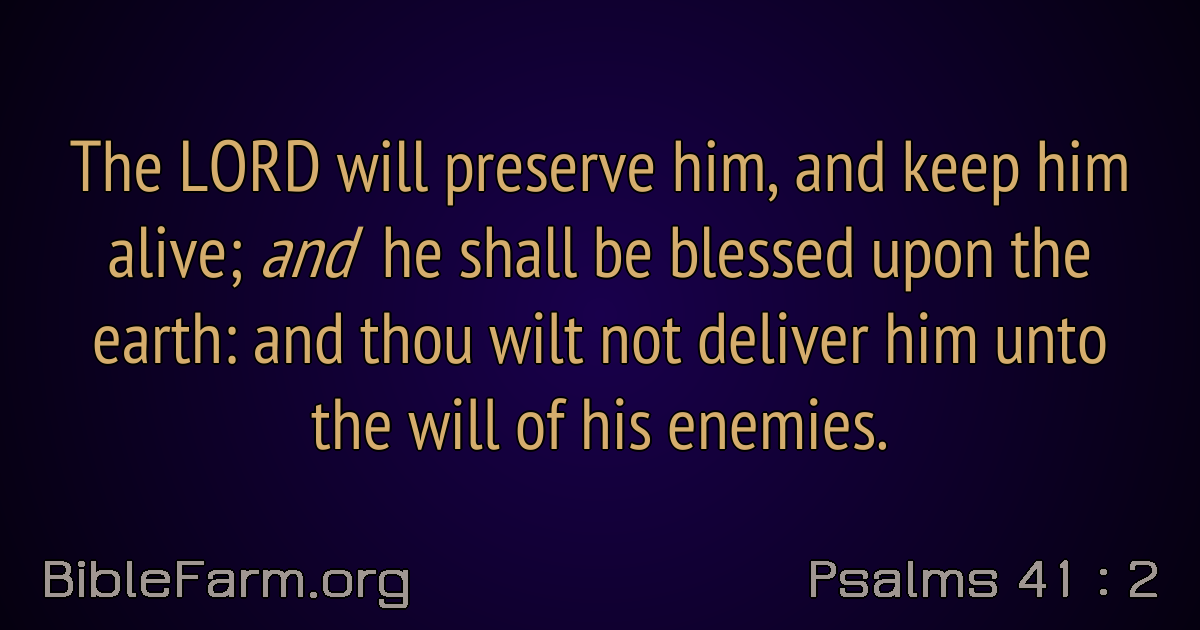 The LORD will preserve him, and keep him
alive; and he shall be blessed upon the
earth: and thou wilt not deliver him unto
the will of his enemies.
BibleFarm.org
Psalms 41 : 2